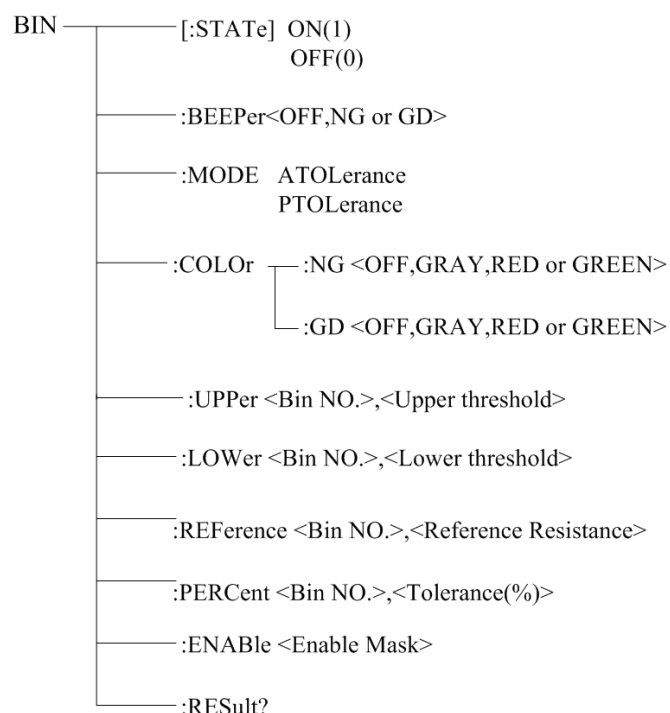 BIN
[:STATe] ON(1)
OFF(0)
:BEEPer<OFF,NG or GD>
:MODE ATOLerance
PTOLerance
:COLOr :NG <OFF,GRAY,RED or GREEN>
:GD <OFF,GRAY,RED or GREEN>
:UPPer <Bin NO.>,<Upper threshold>
:LOWer <Bin NO.>,<Lower threshold>
:REFerence <Bin NO.>,<Reference Resistance>
:PERCent <Bin NO.>,<Tolerance(%)>
:ENABle <Enable Mask>
:RESult?